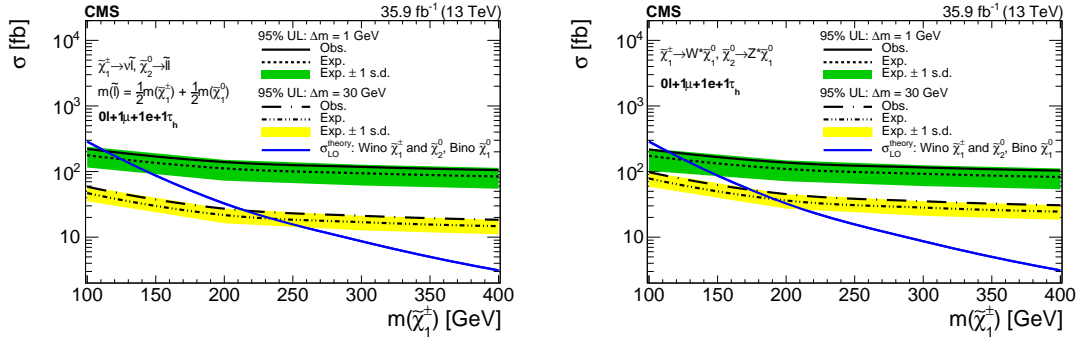 CMS 35.9 fb⁻¹ (13 TeV)
σ [fb]
10⁴
10³
10²
10
95% UL: Δm = 1 GeV
Obs.
Exp.
Exp. ± 1 s.d.
95% UL: Δm = 30 GeV
Obs.
Exp.
Exp. ± 1 s.d.
σ_LO^theory: Wino χ̃₁^± and χ̃₂⁰, Bino χ̃₁⁰
χ̃₁^±→νl̃, χ̃₂⁰→l̃l
m(l̃) = ½m(χ̃₁^±) + ½m(χ̃₁⁰)
0l+1μ+1e+1τ_h
100 150 200 250 300 350 400
m(χ̃₁^±) [GeV]
CMS 35.9 fb⁻¹ (13 TeV)
σ [fb]
10⁴
10³
10²
10
95% UL: Δm = 1 GeV
Obs.
Exp.
Exp. ± 1 s.d.
95% UL: Δm = 30 GeV
Obs.
Exp.
Exp. ± 1 s.d.
σ_LO^theory: Wino χ̃₁^± and χ̃₂⁰, Bino χ̃₁⁰
χ̃₁^±→W*χ̃₁⁰, χ̃₂⁰→Z*χ̃₁⁰
0l+1μ+1e+1τ_h
100 150 200 250 300 350 400
m(χ̃₁^±) [GeV]